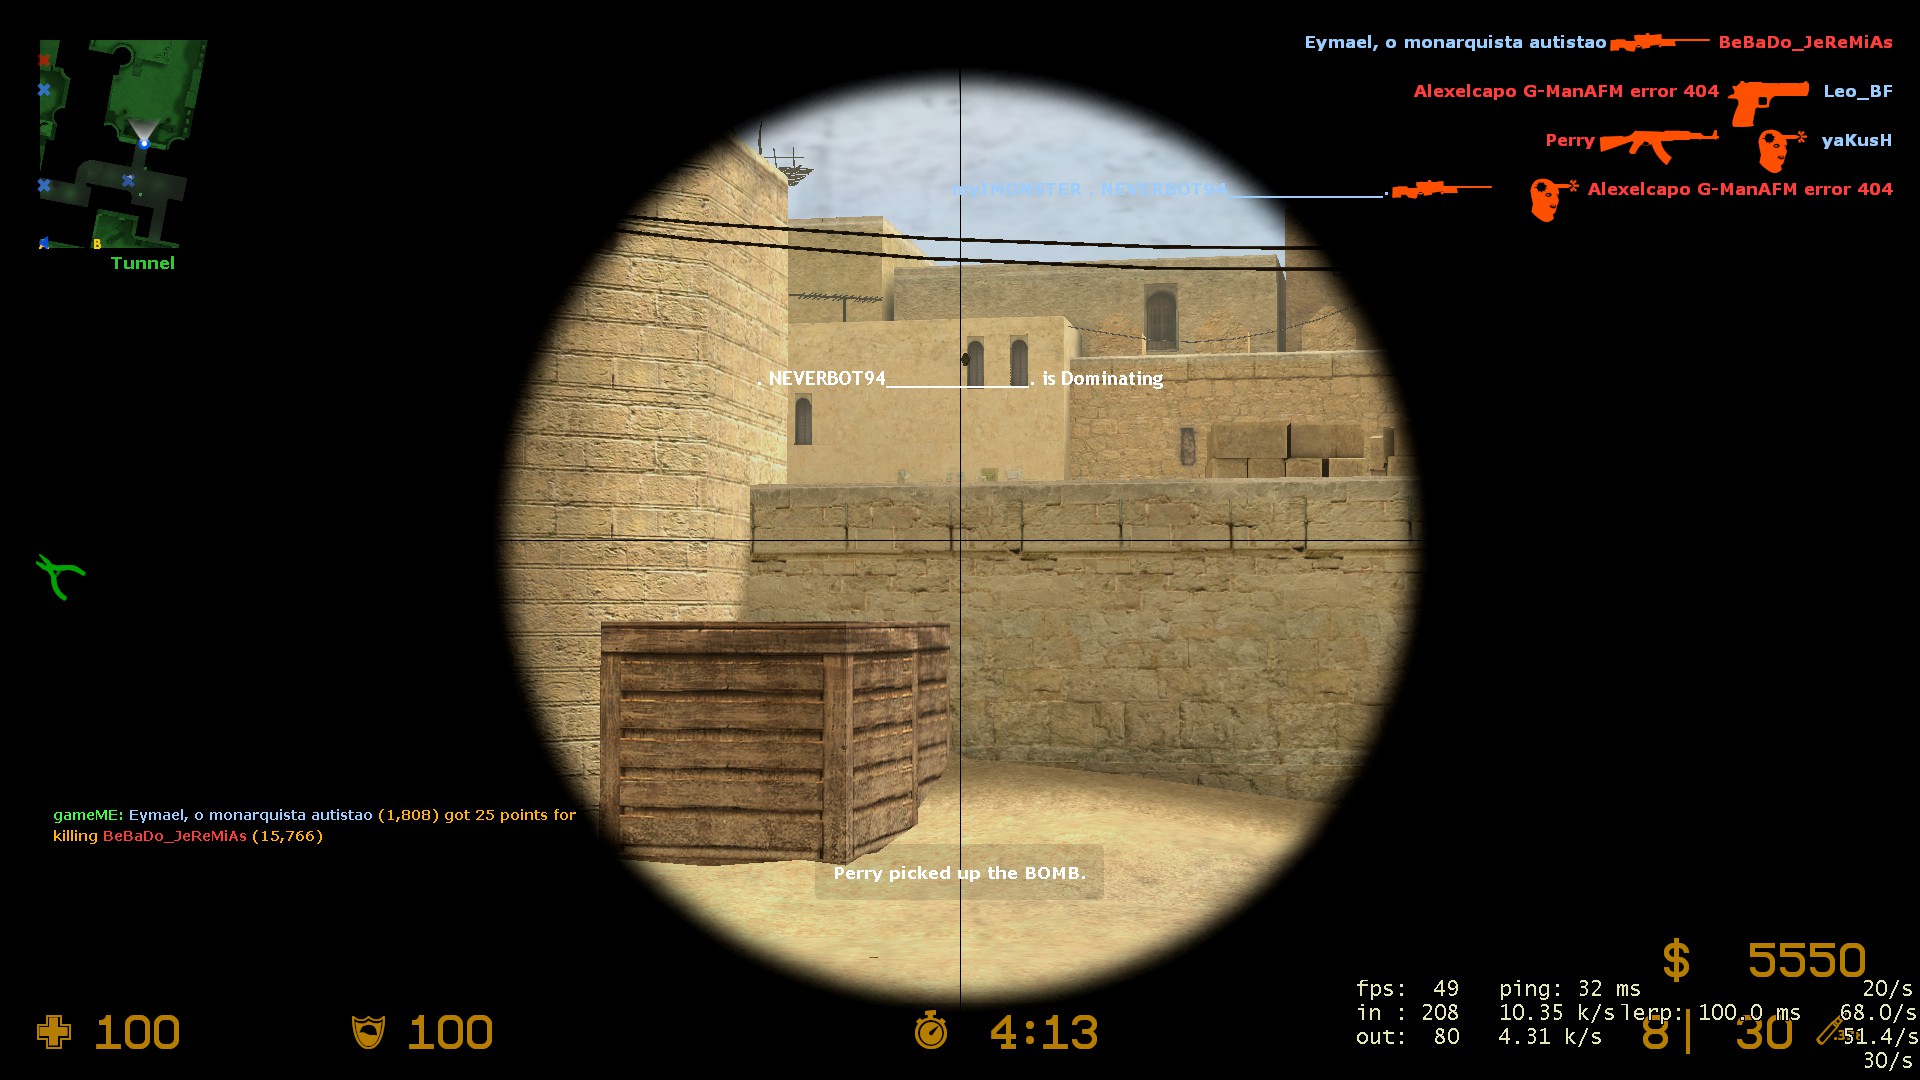 Eymael, o monarquista autistao BeBaDo_JeReMiAs
Alexelcapo G-ManAFM error 404 Leo_BF
Perry yaKusH
MONSTER . NEVERBOT94_______________. Alexelcapo G-ManAFM error 404
B
Tunnel
. NEVERBOT94_______________. is Dominating
gameME: Eymael, o monarquista autistao (1,808) got 25 points for
killing BeBaDo_JeReMiAs (15,766)
Perry picked up the BOMB.
$ 5550
fps: 49 ping: 32 ms 20/s
in : 208 10.35 k/s lerp: 100.0 ms 68.0/s
out: 80 4.31 k/s 51.4/s
30/s
100 100 4:13 8| 30